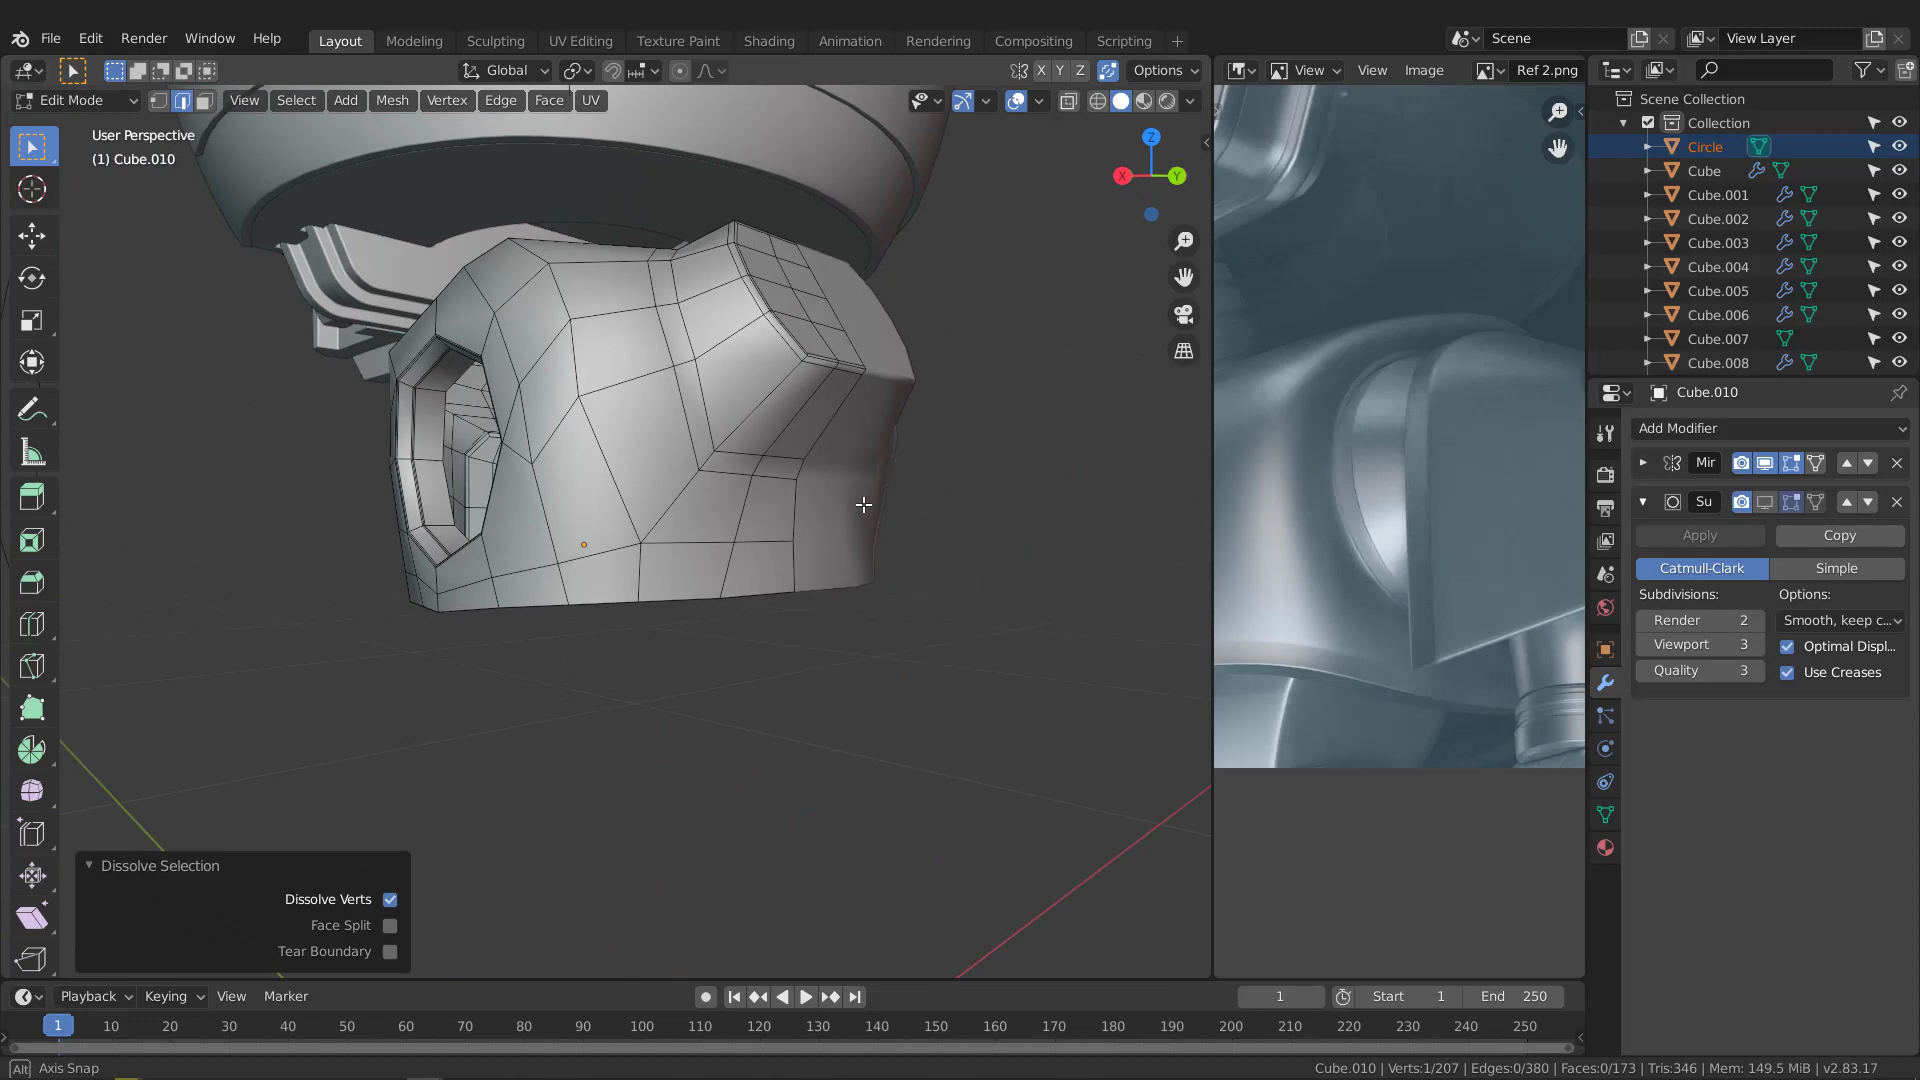 File Edit Render Window Help Layout Modeling Sculpting UV Editing Texture Paint Shading Animation Rendering Compositing Scripting + Scene View Layer
Global X Y Z Options View View Image Ref 2.png
Edit Mode View Select Add Mesh Vertex Edge Face UV
User Perspective
(1) Cube.010
Z
X Y
Scene Collection
Collection
Circle
Cube
Cube.001
Cube.002
Cube.003
Cube.004
Cube.005
Cube.006
Cube.007
Cube.008
Cube.010
Add Modifier
Mir
Su
Apply Copy
Catmull-Clark Simple
Subdivisions: Options:
Render 2 Smooth, keep c...
Viewport 3 Optimal Displ...
Quality 3 Use Creases
Dissolve Selection
Dissolve Verts
Face Split
Tear Boundary
Playback Keying View Marker 1 Start 1 End 250
1 10 20 30 40 50 60 70 80 90 100 110 120 130 140 150 160 170 180 190 200 210 220 230 240 250
Alt Axis Snap Cube.010 | Verts:1/207 | Edges:0/380 | Faces:0/173 | Tris:346 | Mem: 149.5 MiB | v2.83.17